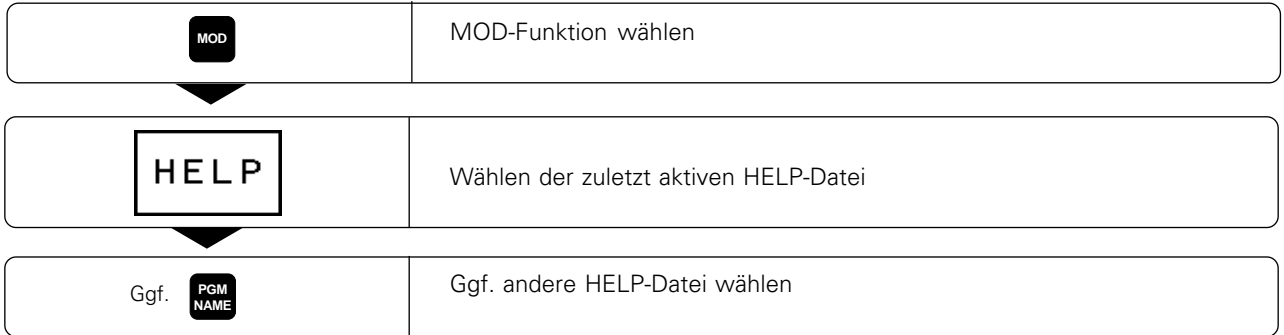 MOD
MOD-Funktion wählen
HELP
Wählen der zuletzt aktiven HELP-Datei
Ggf.
PGM
NAME
Ggf. andere HELP-Datei wählen